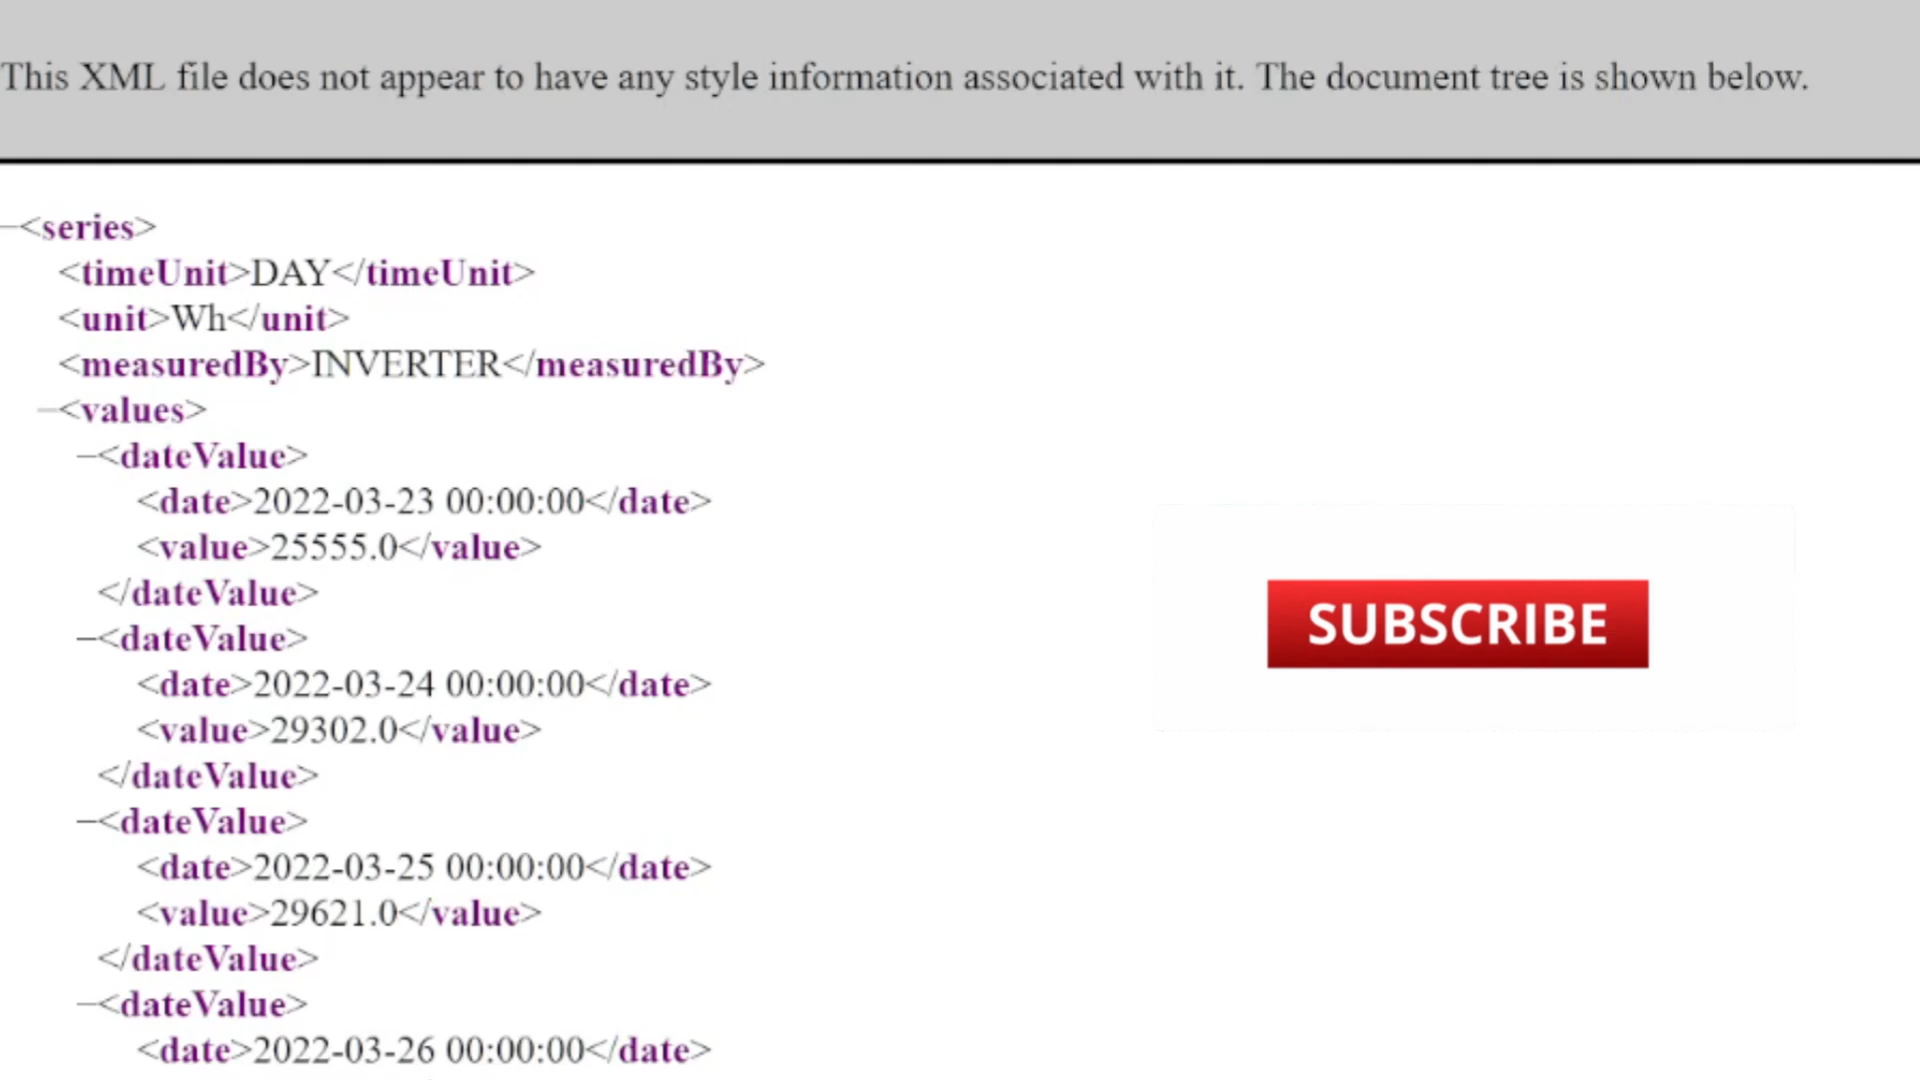 This XML file does not appear to have any style information associated with it. The document tree is shown below.
−<series>
<timeUnit>DAY</timeUnit>
<unit>Wh</unit>
<measuredBy>INVERTER</measuredBy>
−<values>
−<dateValue>
<date>2022-03-23 00:00:00</date>
<value>25555.0</value>
</dateValue>
−<dateValue>
<date>2022-03-24 00:00:00</date>
<value>29302.0</value>
</dateValue>
−<dateValue>
<date>2022-03-25 00:00:00</date>
<value>29621.0</value>
</dateValue>
−<dateValue>
<date>2022-03-26 00:00:00</date>
SUBSCRIBE